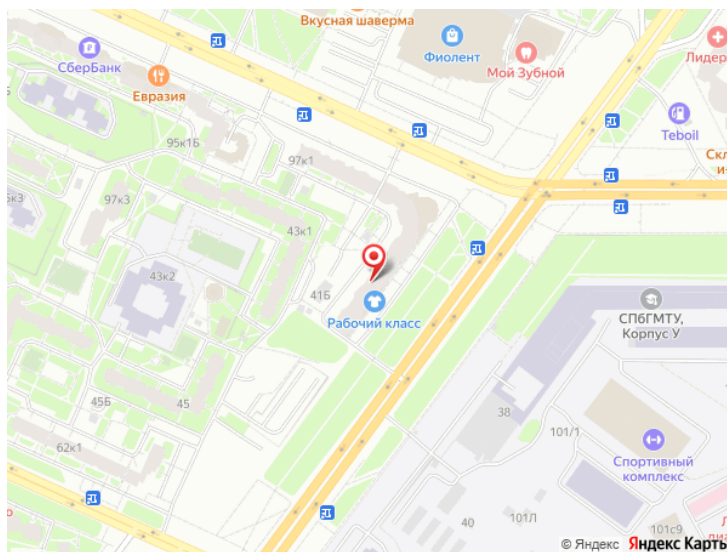 Вкусная шаверма
СберБанк
Фиолент
Мой Зубной
Лидер
Евразия
Teboil
95к1Б
Скл
и-
97к1
97к3
43к1
43к2
41Б
Рабочий класс
СПбГМТУ,
Корпус У
45Б
45
38
62к1
101/1
Спортивный
комплекс
40
101Л
101с9
© Яндекс Яндекс Карты